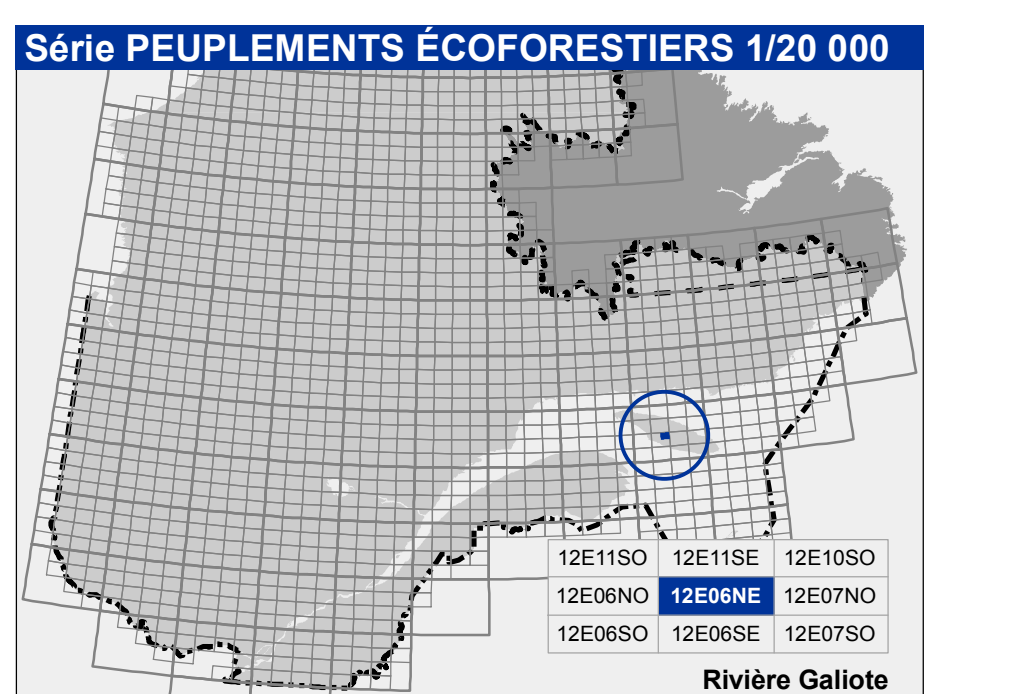 Série PEUPLEMENTS ÉCOFORESTIERS 1/20 000
12E11SO 12E11SE 12E10SO
12E06NO 12E06NE 12E07NO
12E06SO 12E06SE 12E07SO
Rivière Galiote